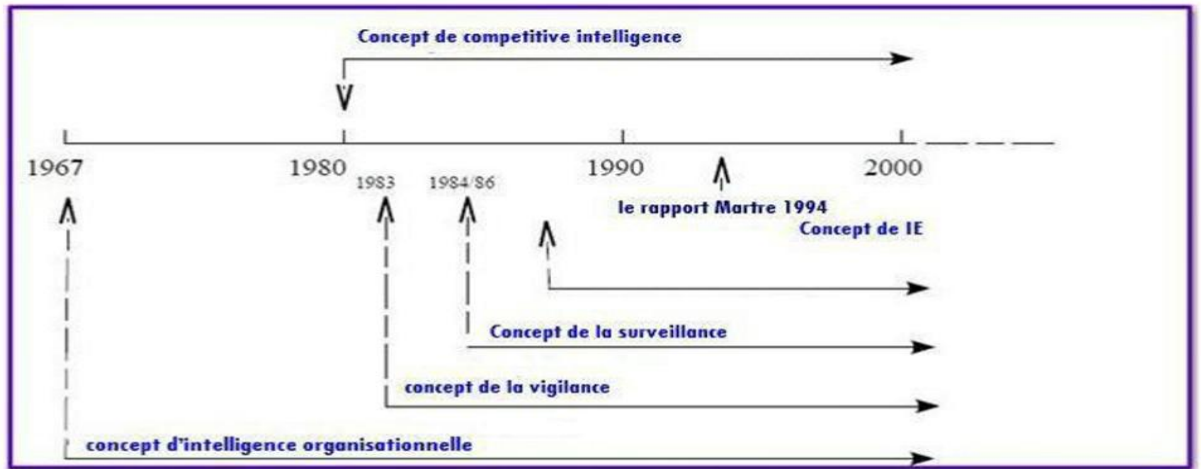 Concept de competitive intelligence
1967 1980 1990 2000
1983 1984/86
le rapport Martre 1994
Concept de IE
Concept de la surveillance
concept de la vigilance
concept d'intelligence organisationnelle